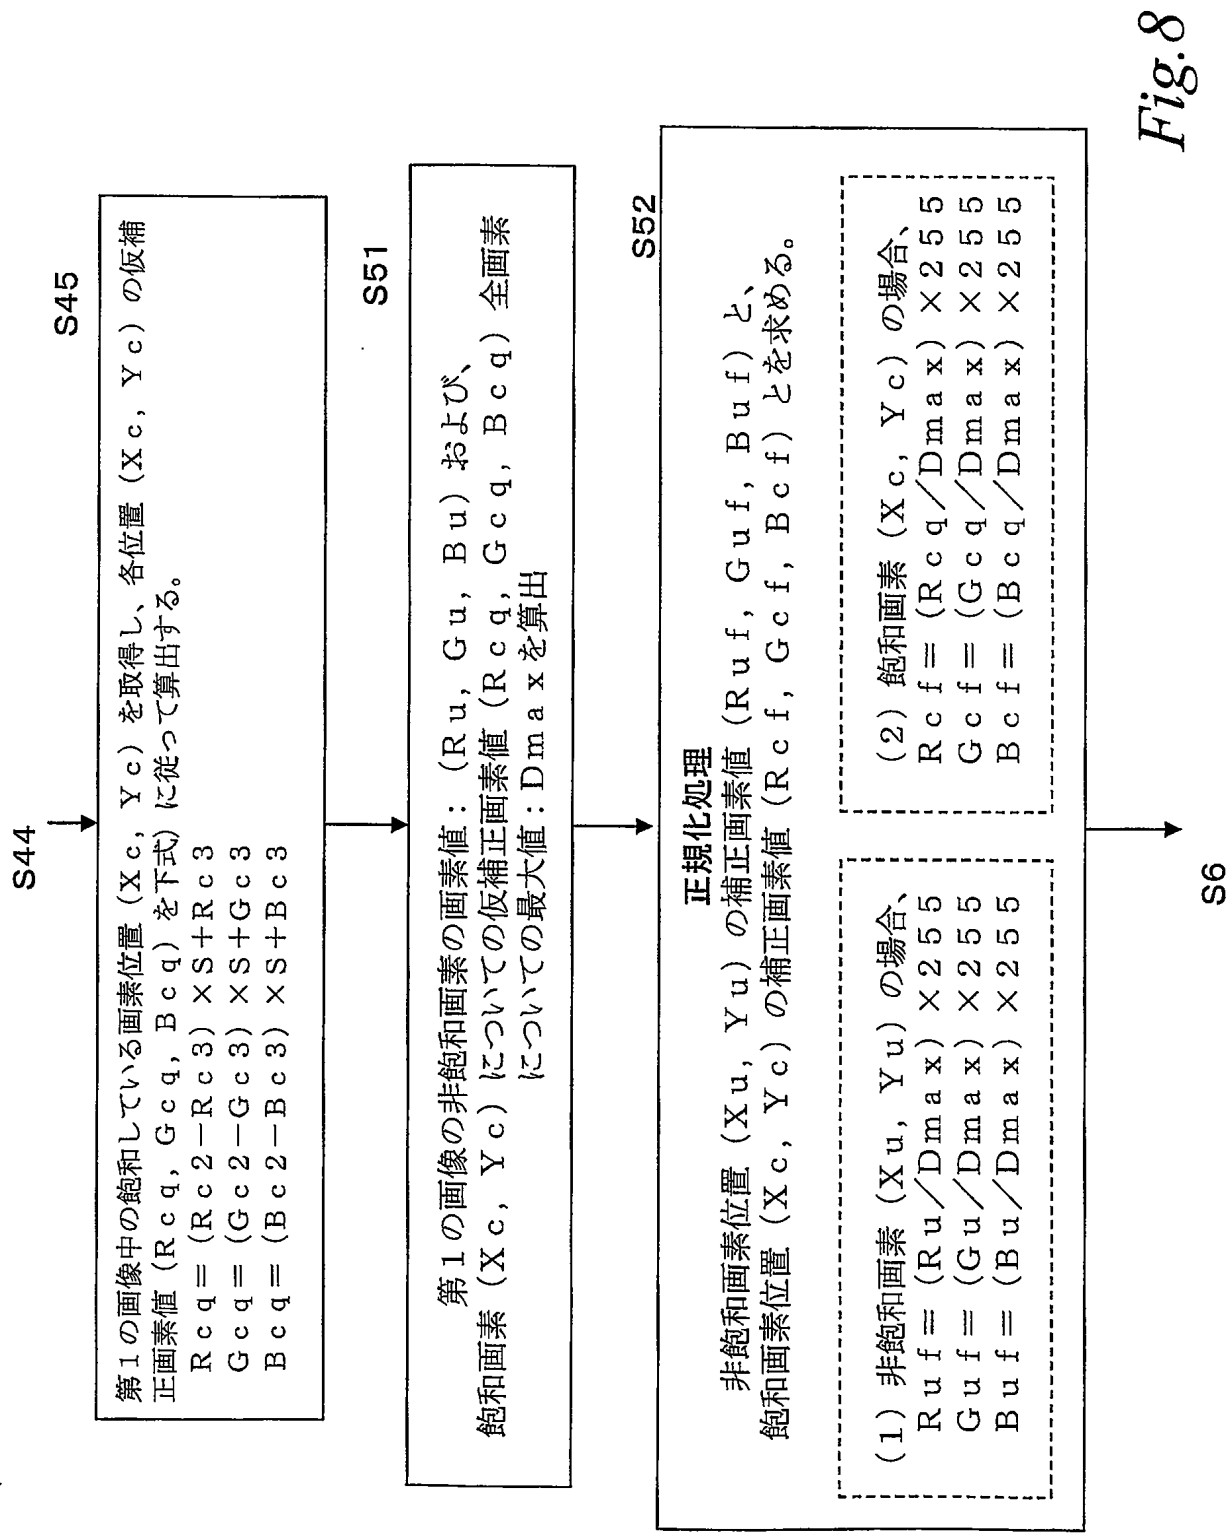 S44
S45
第1の画像中の飽和している画素位置(Xc, Yc)を取得し、各位置(Xc, Yc)の仮補
正画素値(Rcq, Gcq, Bcq)を下式)に従って算出する。
Rcq=(Rc2-Rc3)×S+Rc3
Gcq=(Gc2-Gc3)×S+Gc3
Bcq=(Bc2-Bc3)×S+Bc3
S51
第1の画像の非飽和画素の画素値:(Ru, Gu, Bu)および、
飽和画素(Xc, Yc)についての仮補正画素値(Rcq, Gcq, Bcq)全画素
についての最大値:Dmaxを算出
S52
正規化処理
非飽和画素位置(Xu, Yu)の補正画素値(Ruf, Guf, Buf)と、
飽和画素位置(Xc, Yc)の補正画素値(Rcf, Gcf, Bcf)とを求める。
(1)非飽和画素(Xu, Yu)の場合、
Ruf=(Ru/Dmax)×255
Guf=(Gu/Dmax)×255
Buf=(Bu/Dmax)×255
(2)飽和画素(Xc, Yc)の場合、
Rcf=(Rcq/Dmax)×255
Gcf=(Gcq/Dmax)×255
Bcf=(Bcq/Dmax)×255
S6
Fig.8